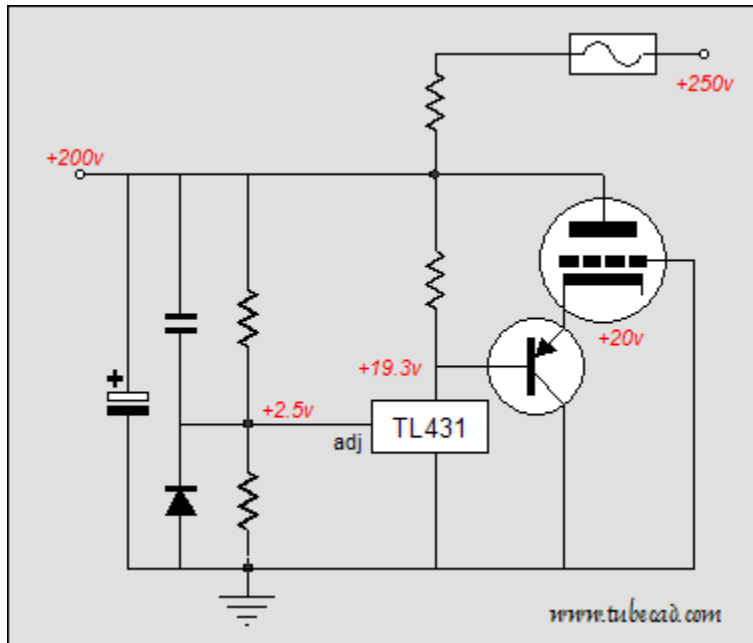 +250v
+200v
+20v
+19.3v
+2.5v
adj
TL431
+
www.tubecad.com